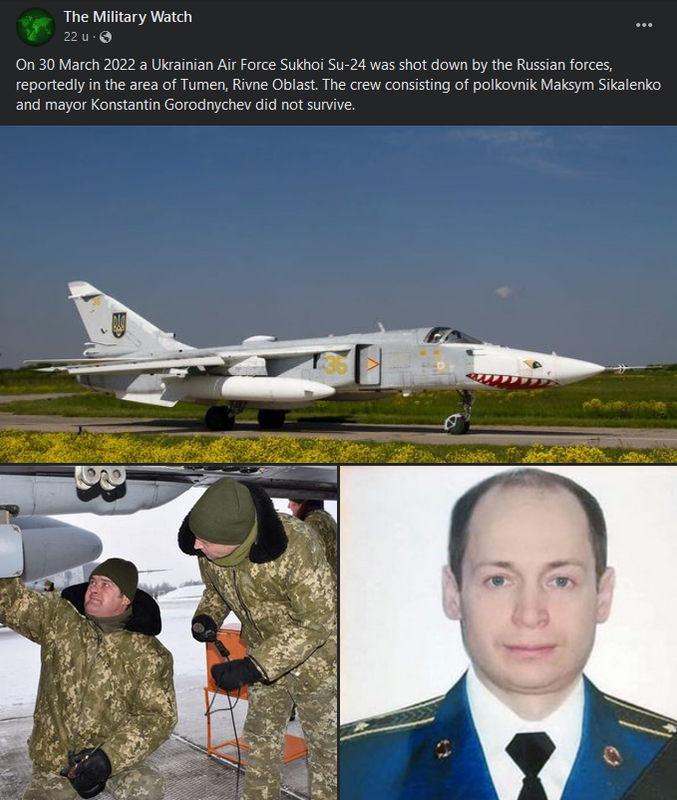 The Military Watch
22 u ·
On 30 March 2022 a Ukrainian Air Force Sukhoi Su-24 was shot down by the Russian forces,
reportedly in the area of Tumen, Rivne Oblast. The crew consisting of polkovnik Maksym Sikalenko
and mayor Konstantin Gorodnychev did not survive.
35